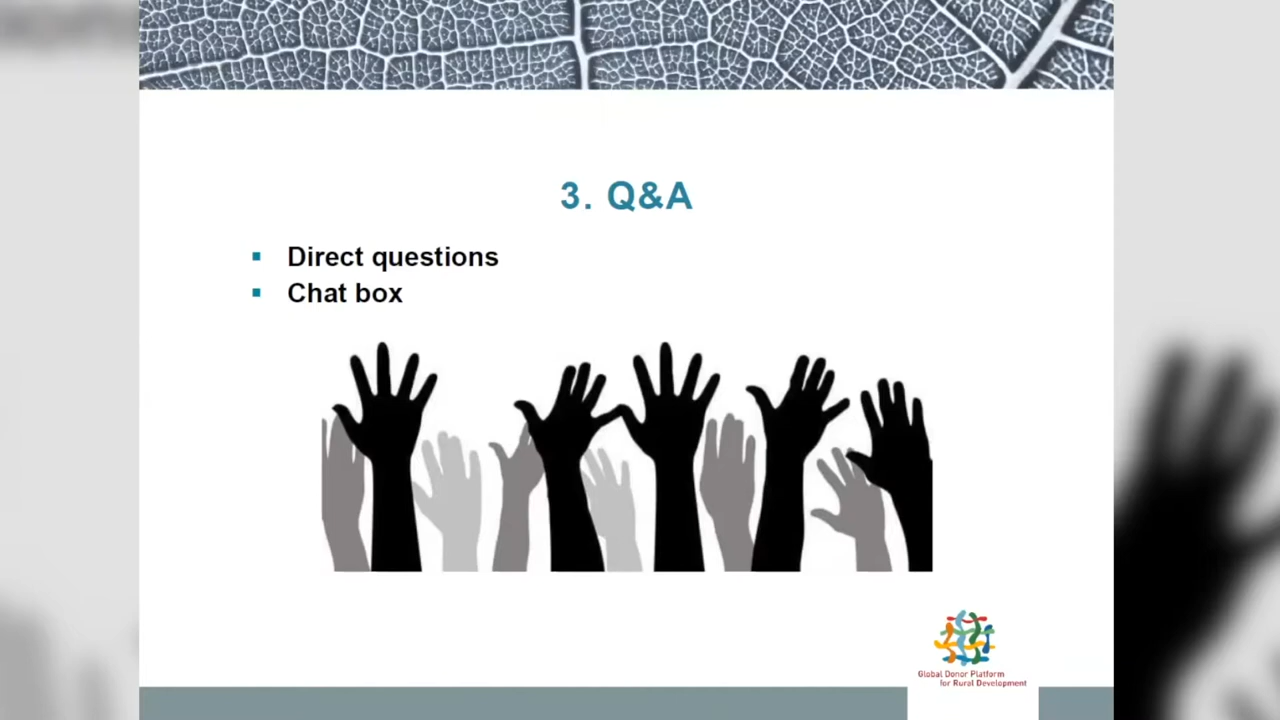 3. Q&A
Direct questions
Chat box
Global Donor Platform
for Rural Development